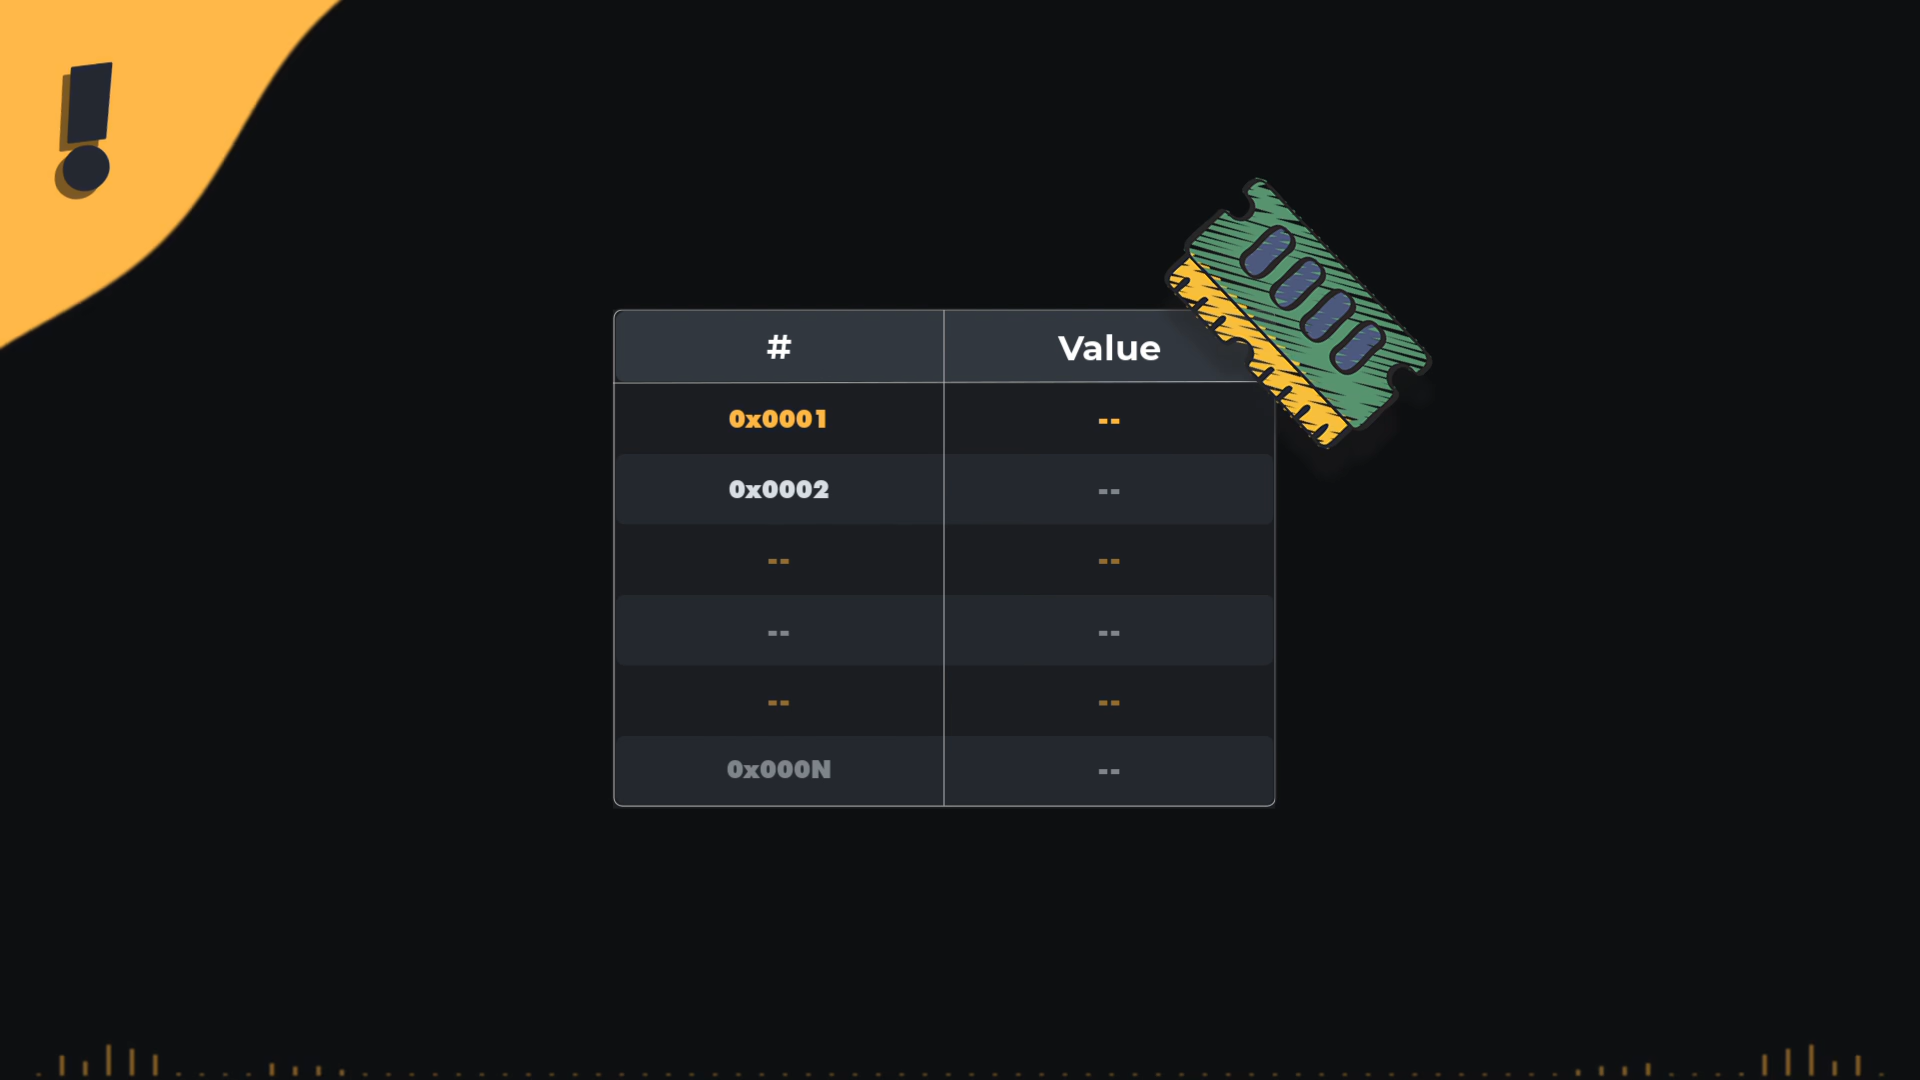 !
# Value
0x0001 --
0x0002 --
-- --
-- --
-- --
0x000N --